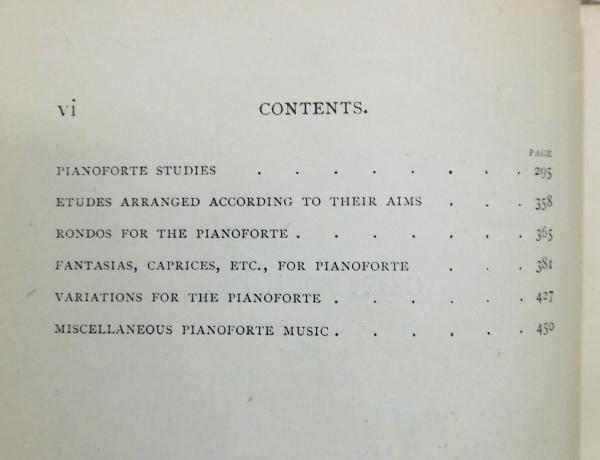 vi CONTENTS.
PAGE
PIANOFORTE STUDIES . . . . . . . . 295
ETUDES ARRANGED ACCORDING TO THEIR AIMS . . . 358
RONDOS FOR THE PIANOFORTE . . . . . . . 365
FANTASIAS, CAPRICES, ETC., FOR PIANOFORTE . . . 381
VARIATIONS FOR THE PIANOFORTE . . . . . . 427
MISCELLANEOUS PIANOFORTE MUSIC . . . . . . 450